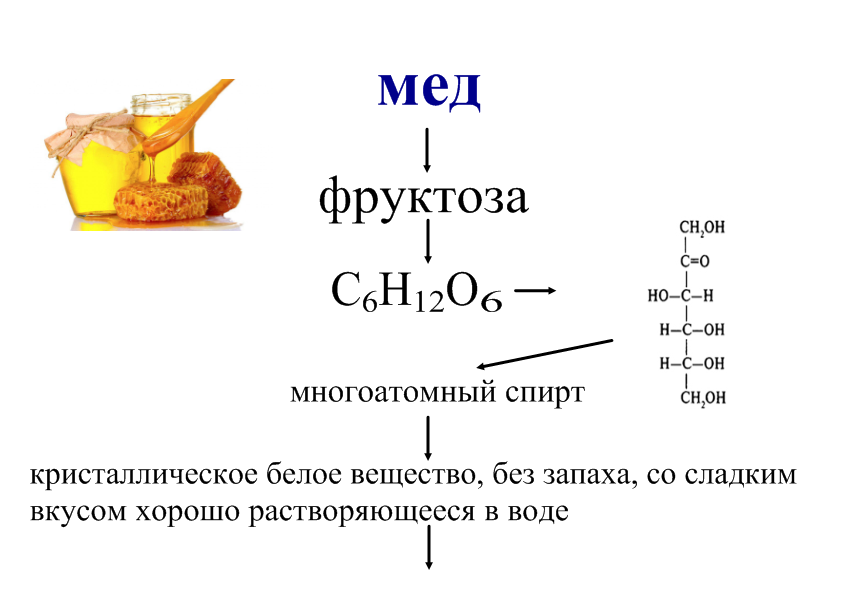 мед
фруктоза
C₆H₁₂O₆
CH₂OH
C=O
HO–C–H
H–C–OH
H–C–OH
CH₂OH
многоатомный спирт
кристаллическое белое вещество, без запаха, со сладким
вкусом хорошо растворяющееся в воде